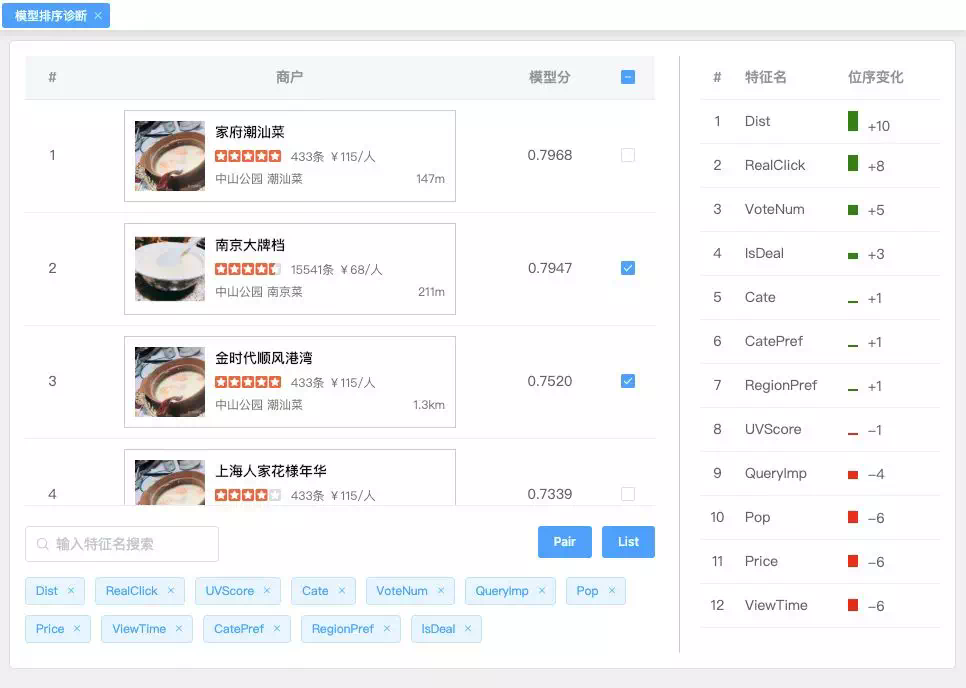 模型排序诊断 ×
# 商户 模型分
1 家府潮汕菜 0.7968
433条 ￥115/人
中山公园 潮汕菜 147m
2 南京大牌档 0.7947
15541条 ￥68/人
中山公园 南京菜 211m
3 金时代顺风港湾 0.7520
433条 ￥115/人
中山公园 潮汕菜 1.3km
4 上海人家花様年华 0.7339
433条 ￥115/人
输入特征名搜索 Pair List
Dist × RealClick × UVScore × Cate × VoteNum × QueryImp × Pop ×
Price × ViewTime × CatePref × RegionPref × IsDeal ×
# 特征名 位序变化
1 Dist +10
2 RealClick +8
3 VoteNum +5
4 IsDeal +3
5 Cate +1
6 CatePref +1
7 RegionPref +1
8 UVScore −1
9 QueryImp −4
10 Pop −6
11 Price −6
12 ViewTime −6